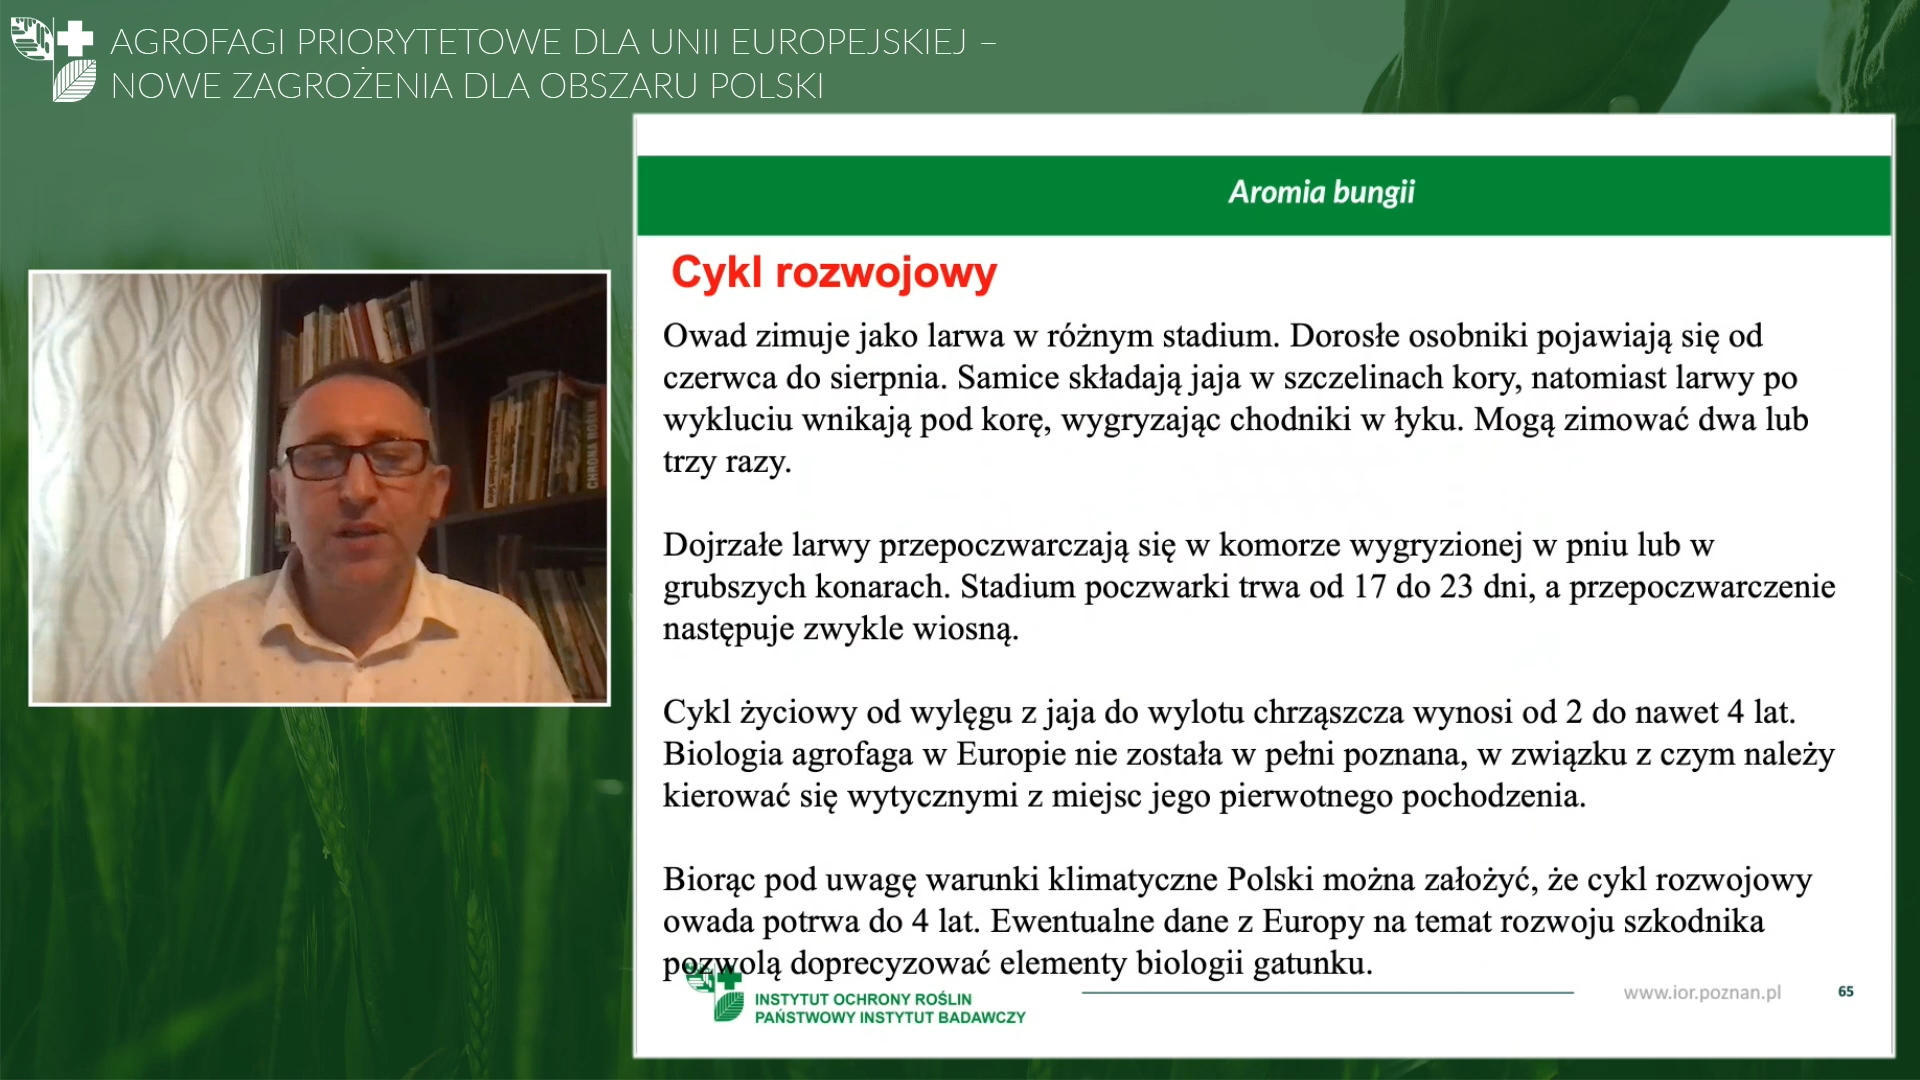 AGROFAGI PRIORYTETOWE DLA UNII EUROPEJSKIEJ –
NOWE ZAGROŻENIA DLA OBSZARU POLSKI
Aromia bungii
Cykl rozwojowy
Owad zimuje jako larwa w różnym stadium. Dorosłe osobniki pojawiają się od
czerwca do sierpnia. Samice składają jaja w szczelinach kory, natomiast larwy po
wykluciu wnikają pod korę, wygryzając chodniki w łyku. Mogą zimować dwa lub
trzy razy.
Dojrzałe larwy przepoczwarczają się w komorze wygryzionej w pniu lub w
grubszych konarach. Stadium poczwarki trwa od 17 do 23 dni, a przepoczwarczenie
następuje zwykle wiosną.
Cykl życiowy od wylęgu z jaja do wylotu chrząszcza wynosi od 2 do nawet 4 lat.
Biologia agrofaga w Europie nie została w pełni poznana, w związku z czym należy
kierować się wytycznymi z miejsc jego pierwotnego pochodzenia.
Biorąc pod uwagę warunki klimatyczne Polski można założyć, że cykl rozwojowy
owada potrwa do 4 lat. Ewentualne dane z Europy na temat rozwoju szkodnika
pozwolą doprecyzować elementy biologii gatunku.
INSTYTUT OCHRONY ROŚLIN
PAŃSTWOWY INSTYTUT BADAWCZY
www.ior.poznan.pl
65